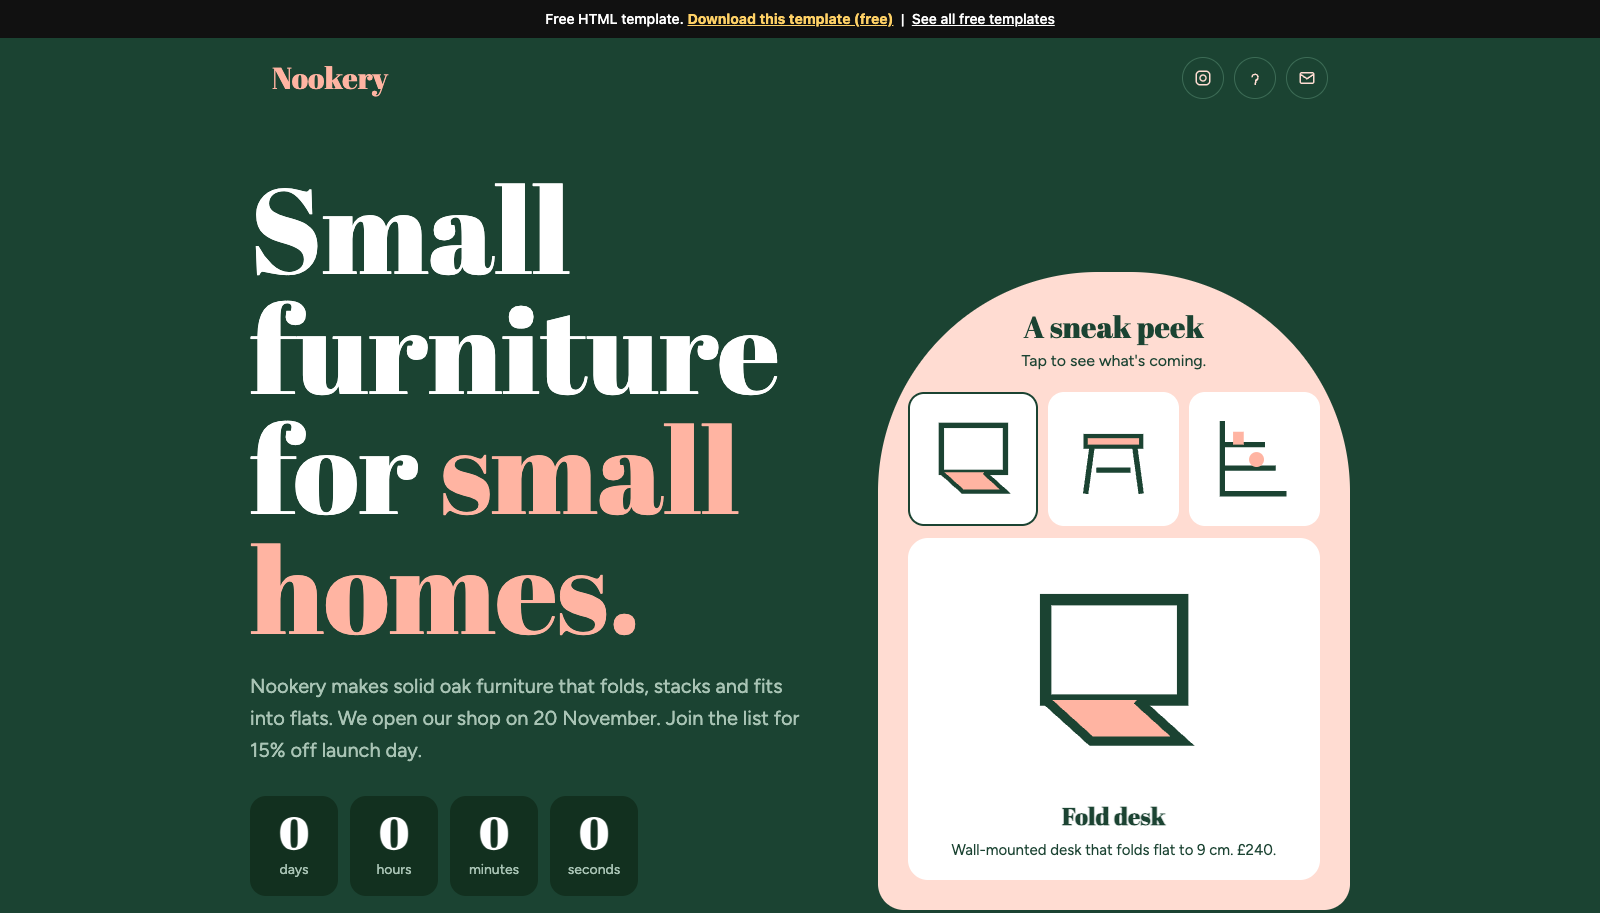 Free HTML template. Download this template (free) | See all free templates
Nookery
?
Small
furniture
for small
homes.
Nookery makes solid oak furniture that folds, stacks and fits
into flats. We open our shop on 20 November. Join the list for
15% off launch day.
0 0 0 0
days hours minutes seconds
A sneak peek
Tap to see what's coming.
Fold desk
Wall-mounted desk that folds flat to 9 cm. £240.